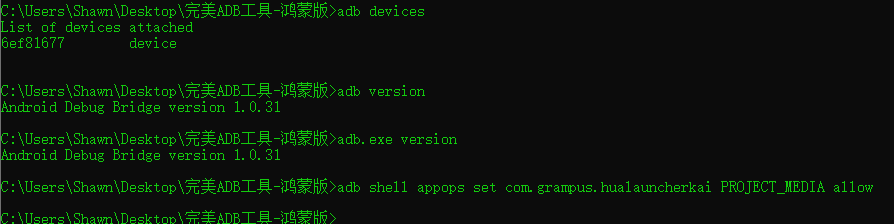 C:\Users\Shawn\Desktop\完美ADB工具-鸿蒙版>adb devices
List of devices attached
6ef81677        device
C:\Users\Shawn\Desktop\完美ADB工具-鸿蒙版>adb version
Android Debug Bridge version 1.0.31
C:\Users\Shawn\Desktop\完美ADB工具-鸿蒙版>adb.exe version
Android Debug Bridge version 1.0.31
C:\Users\Shawn\Desktop\完美ADB工具-鸿蒙版>adb shell appops set com.grampus.hualauncherkai PROJECT_MEDIA allow
C:\Users\Shawn\Desktop\完美ADB工具-鸿蒙版>